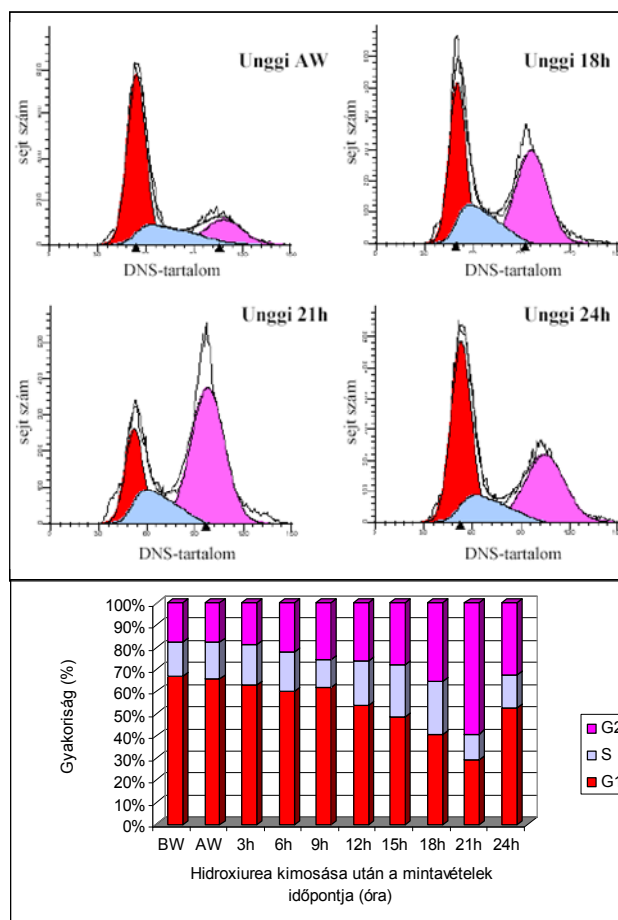 Unggi AW
sejt szám
DNS-tartalom
Unggi 18h
sejt szám
DNS-tartalom
Unggi 21h
sejt szám
DNS-tartalom
Unggi 24h
sejt szám
DNS-tartalom
100%
90%
80%
70%
60%
50%
40%
30%
20%
10%
0%
Gyakoriság (%)
BW AW 3h 6h 9h 12h 15h 18h 21h 24h
Hidroxiurea kimosása után a mintavételek
időpontja (óra)
G2
S
G1